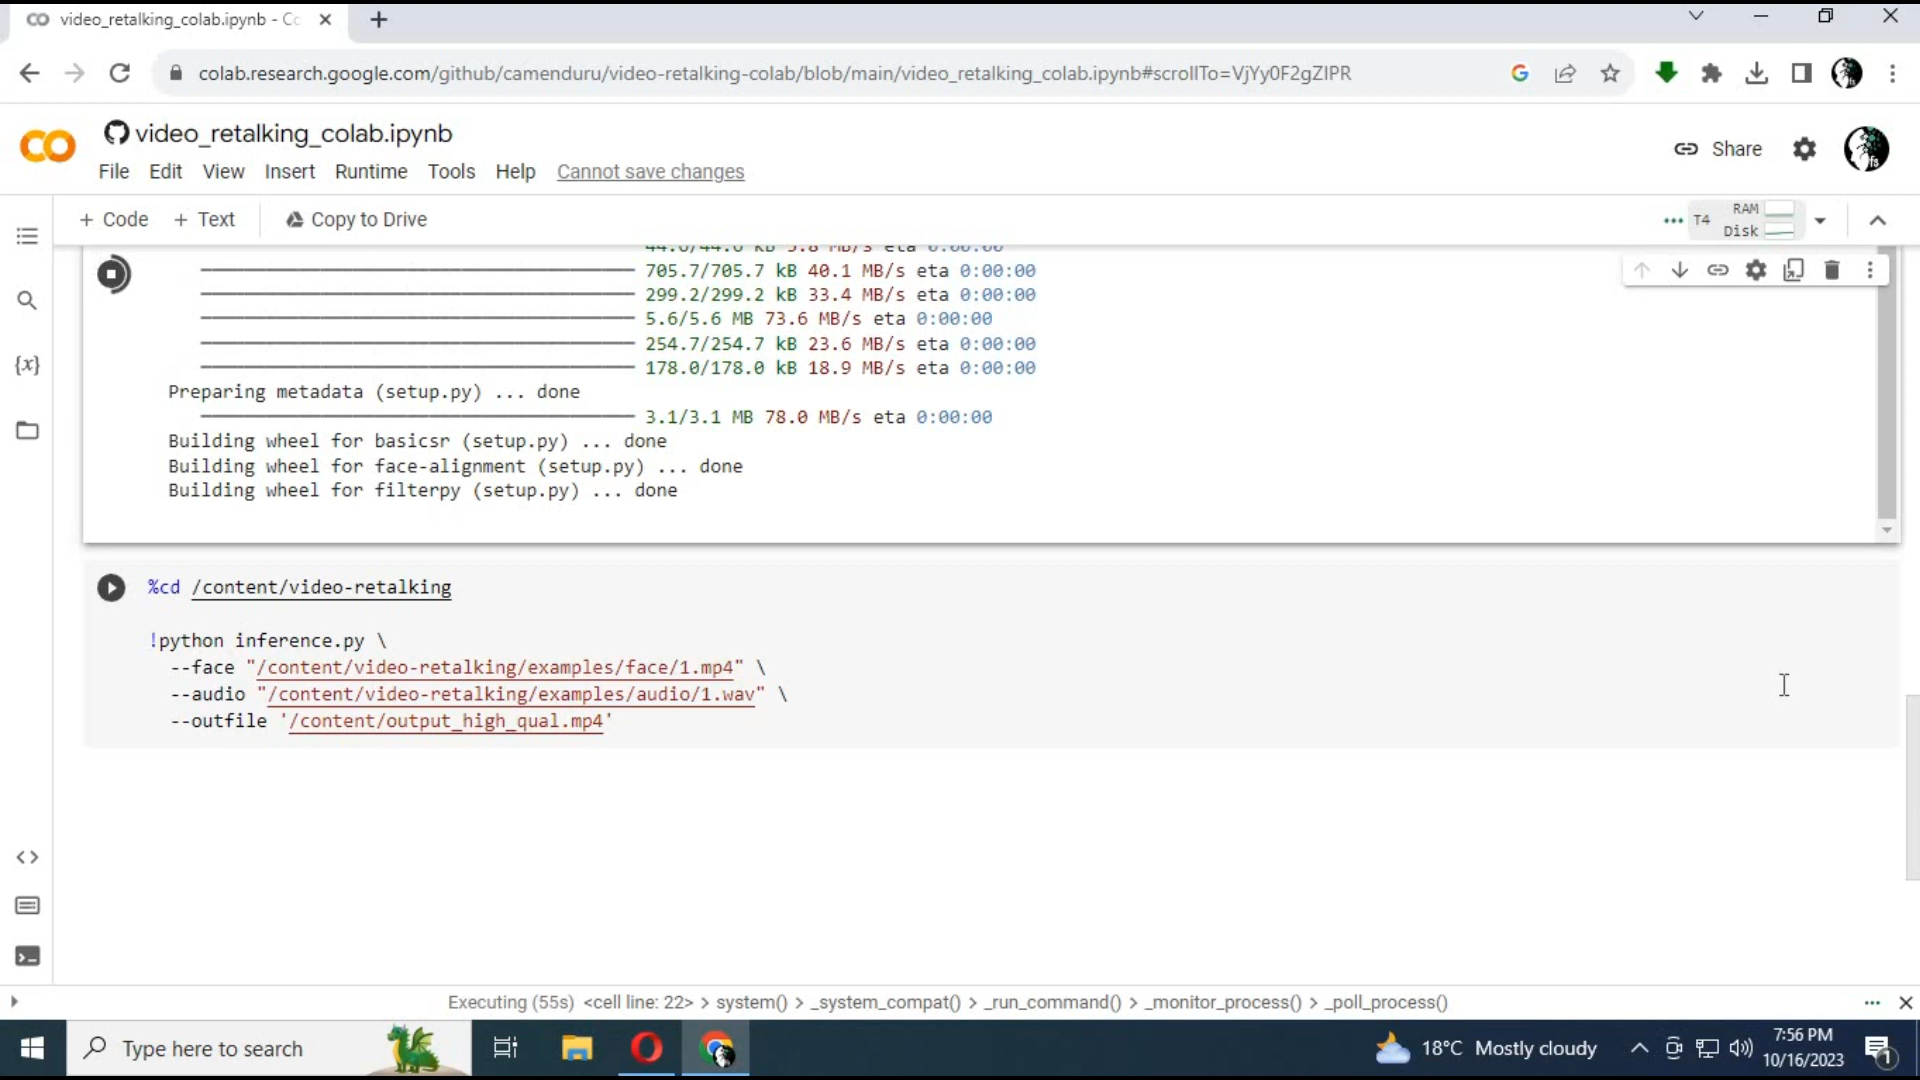 video_retalking_colab.ipynb - Co
colab.research.google.com/github/camenduru/video-retalking-colab/blob/main/video_retalking_colab.ipynb#scrollTo=VjYy0F2gZIPR
video_retalking_colab.ipynb
File Edit View Insert Runtime Tools Help Cannot save changes
Share
+ Code + Text Copy to Drive
T4 RAM
Disk
705.7/705.7 kB 40.1 MB/s eta 0:00:00
299.2/299.2 kB 33.4 MB/s eta 0:00:00
5.6/5.6 MB 73.6 MB/s eta 0:00:00
254.7/254.7 kB 23.6 MB/s eta 0:00:00
178.0/178.0 kB 18.9 MB/s eta 0:00:00
Preparing metadata (setup.py) ... done
3.1/3.1 MB 78.0 MB/s eta 0:00:00
Building wheel for basicsr (setup.py) ... done
Building wheel for face-alignment (setup.py) ... done
Building wheel for filterpy (setup.py) ... done
%cd /content/video-retalking
!python inference.py \
--face "/content/video-retalking/examples/face/1.mp4" \
--audio "/content/video-retalking/examples/audio/1.wav" \
--outfile '/content/output_high_qual.mp4'
Executing (55s) <cell line: 22> > system() > _system_compat() > _run_command() > _monitor_process() > _poll_process()
Type here to search
18°C Mostly cloudy
7:56 PM
10/16/2023
1